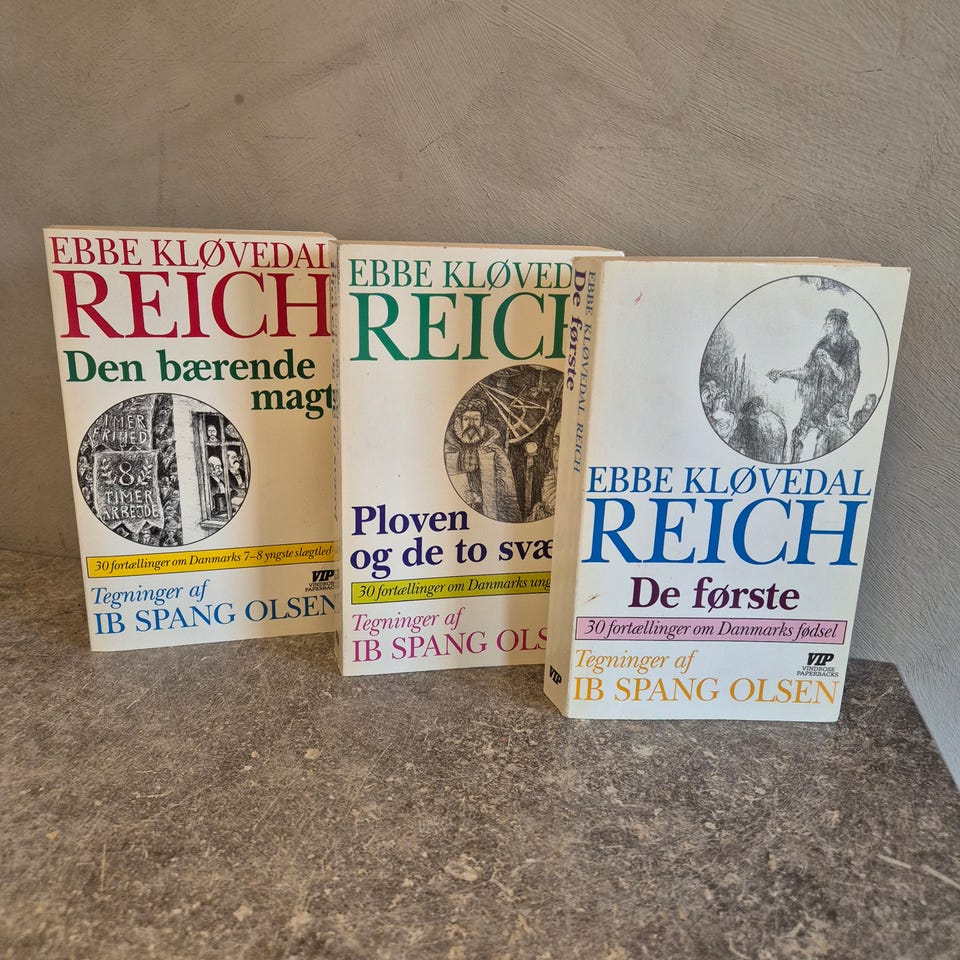 EBBE KLØVEDAL
REICH
Den bærende
magt
TIMER
FRIHED
8
TIMER
ARBEJDE
30 fortællinger om Danmarks 7-8 yngste slægtled
VIP
VINDROSE
PAPERBACKS
Tegninger af
IB SPANG OLSEN
EBBE KLØVED
REICH
Ploven
og de to svæ
30 fortællinger om Danmarks ung
Tegninger af
IB SPANG OLS
EBBE KLØVEDAL REICH
De første
VIP
EBBE KLØVEDAL
REICH
De første
30 fortællinger om Danmarks fødsel
Tegninger af
IB SPANG OLSEN
VIP
VINDROSE
PAPERBACKS